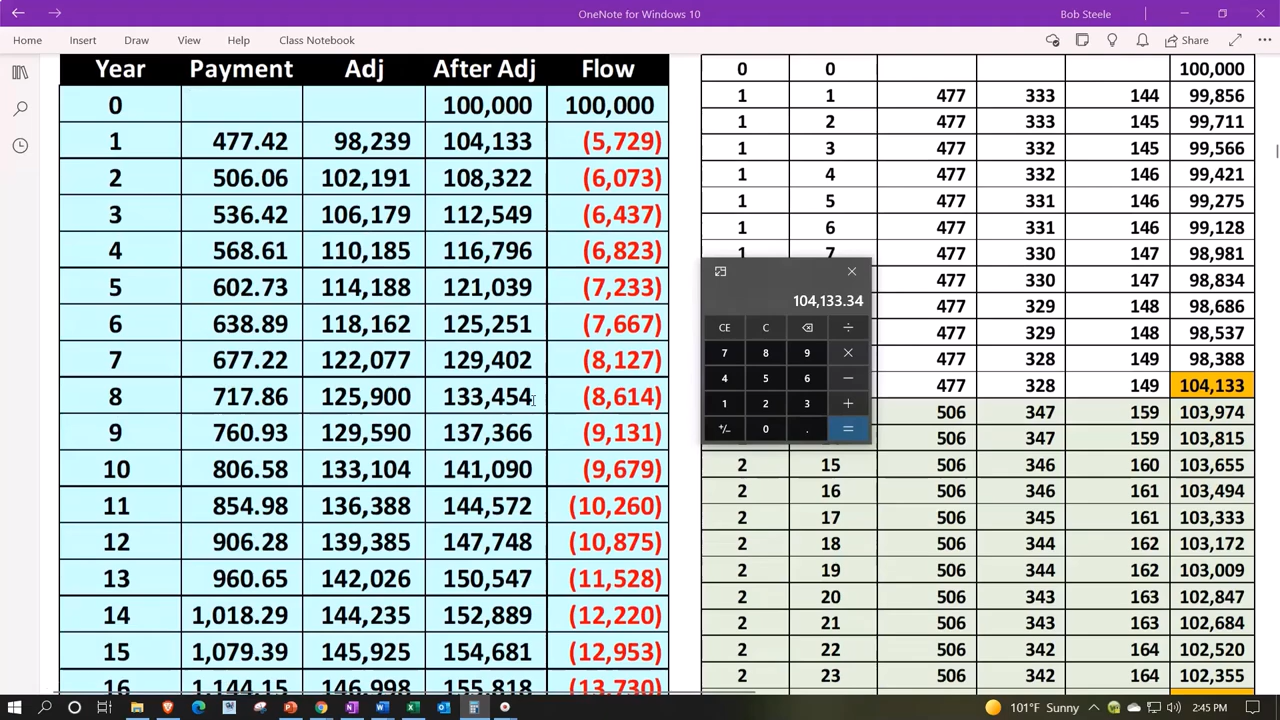 OneNote for Windows 10
Bob Steele
Home Insert Draw View Help Class Notebook
Share
Year Payment Adj After Adj Flow
0 100,000 100,000
1 477.42 98,239 104,133 (5,729)
2 506.06 102,191 108,322 (6,073)
3 536.42 106,179 112,549 (6,437)
4 568.61 110,185 116,796 (6,823)
5 602.73 114,188 121,039 (7,233)
6 638.89 118,162 125,251 (7,667)
7 677.22 122,077 129,402 (8,127)
8 717.86 125,900 133,454 (8,614)
9 760.93 129,590 137,366 (9,131)
10 806.58 133,104 141,090 (9,679)
11 854.98 136,388 144,572 (10,260)
12 906.28 139,385 147,748 (10,875)
13 960.65 142,026 150,547 (11,528)
14 1,018.29 144,235 152,889 (12,220)
15 1,079.39 145,925 154,681 (12,953)
16 1,144.15 146,998 155,818 (13,730)
0 0 100,000
1 1 477 333 144 99,856
1 2 477 333 145 99,711
1 3 477 332 145 99,566
1 4 477 332 146 99,421
1 5 477 331 146 99,275
1 6 477 331 146 99,128
1 7 477 330 147 98,981
477 330 147 98,834
477 329 148 98,686
477 329 148 98,537
477 328 149 98,388
477 328 149 104,133
506 347 159 103,974
506 347 159 103,815
2 15 506 346 160 103,655
2 16 506 346 161 103,494
2 17 506 345 161 103,333
2 18 506 344 162 103,172
2 19 506 344 162 103,009
2 20 506 343 163 102,847
2 21 506 343 163 102,684
2 22 506 342 164 102,520
2 23 506 342 164 102,355
104,133.34
CE C ÷
7 8 9 ×
4 5 6 −
1 2 3 +
+/− 0 . =
101°F Sunny
2:45 PM